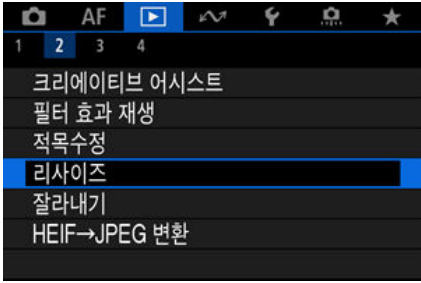 AF
1 2 3 4
크리에이티브 어시스트
필터 효과 재생
적목수정
리사이즈
잘라내기
HEIF→JPEG 변환